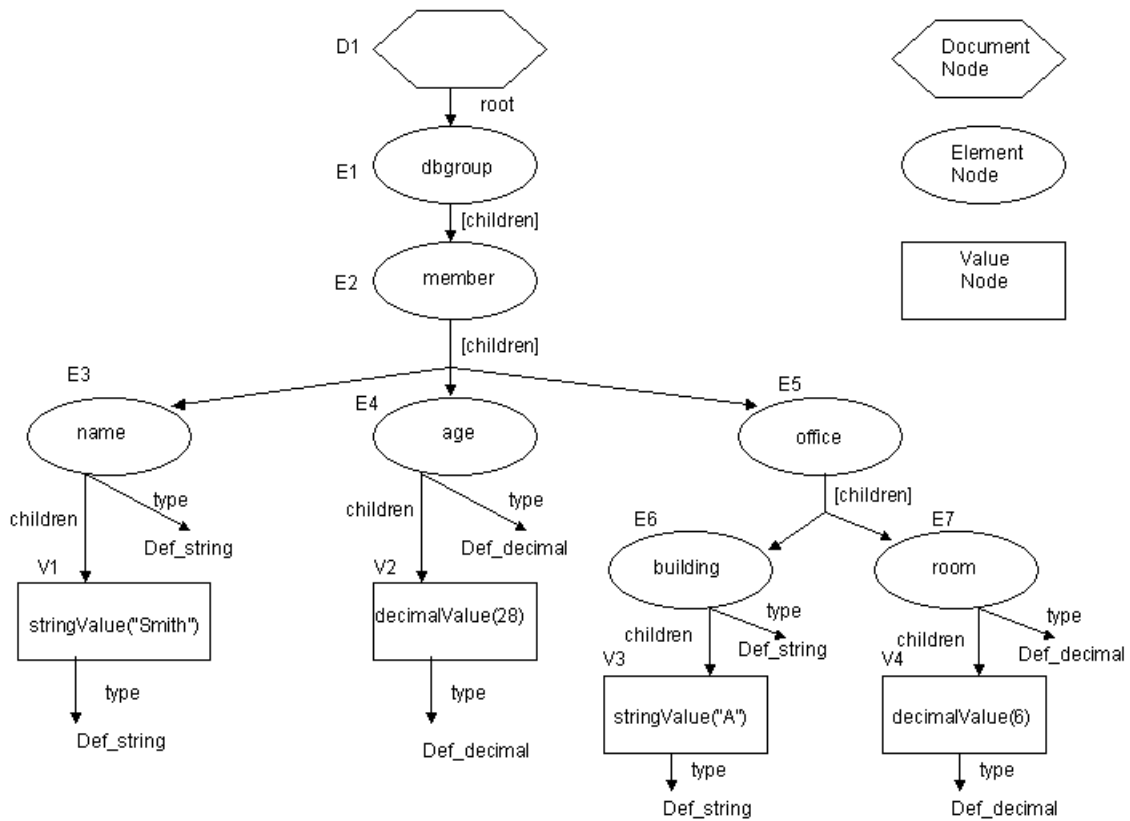 D1
Document
Node
root
E1
dbgroup
Element
Node
[children]
E2
member
Value
Node
[children]
E3
E4
E5
name
age
office
children
type
Def_string
children
type
Def_decimal
[children]
E6
E7
building
room
V1
stringValue("Smith")
V2
decimalValue(28)
children
type
Def_string
children
type
Def_decimal
V3
stringValue("A")
V4
decimalValue(6)
type
Def_string
type
Def_decimal
type
Def_string
type
Def_decimal